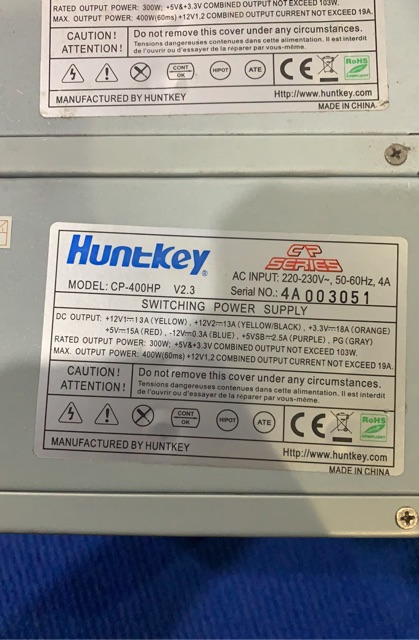 RATED OUTPUT POWER: 300W; +5V&+3.3V COMBINED OUTPUT NOT EXCEED 103W.
MAX. OUTPUT POWER: 400W(60ms) +12V1,2 COMBINED OUTPUT CURRENT NOT EXCEED 19A.
CAUTION! Do not remove this cover under any circumstances.
ATTENTION! Tensions dangereuses contenues dans cette alimentation. Il est interdit
de l'ouvrir ou d'essayer de la réparer par vous-même.
CONT OK HIPOT ATE CE RoHS
COMPLIANT
MANUFACTURED BY HUNTKEY Http://www.huntkey.com
MADE IN CHINA
Huntkey® CP
SERIES
AC INPUT: 220-230V~, 50-60Hz, 4A
MODEL: CP-400HP V2.3 Serial NO.: 4A003051
SWITCHING POWER SUPPLY
DC OUTPUT: +12V1⎓13A (YELLOW), +12V2⎓13A (YELLOW/BLACK), +3.3V⎓18A (ORANGE)
+5V⎓15A (RED), -12V⎓0.3A (BLUE), +5VSB⎓2.5A (PURPLE), PG (GRAY)
RATED OUTPUT POWER: 300W; +5V&+3.3V COMBINED OUTPUT NOT EXCEED 103W.
MAX. OUTPUT POWER: 400W(60ms) +12V1,2 COMBINED OUTPUT CURRENT NOT EXCEED 19A.
CAUTION! Do not remove this cover under any circumstances.
ATTENTION! Tensions dangereuses contenues dans cette alimentation. Il est interdit
de l'ouvrir ou d'essayer de la réparer par vous-même.
CONT OK HIPOT ATE CE RoHS
COMPLIANT
MANUFACTURED BY HUNTKEY Http://www.huntkey.com
MADE IN CHINA